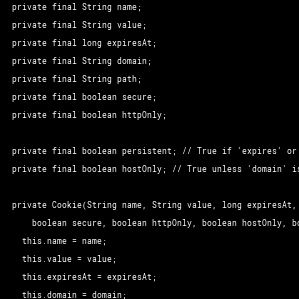 private final String name;
private final String value;
private final long expiresAt;
private final String domain;
private final String path;
private final boolean secure;
private final boolean httpOnly;
private final boolean persistent; // True if 'expires' or
private final boolean hostOnly; // True unless 'domain' is
private Cookie(String name, String value, long expiresAt,
boolean secure, boolean httpOnly, boolean hostOnly, bo
this.name = name;
this.value = value;
this.expiresAt = expiresAt;
this.domain = domain;